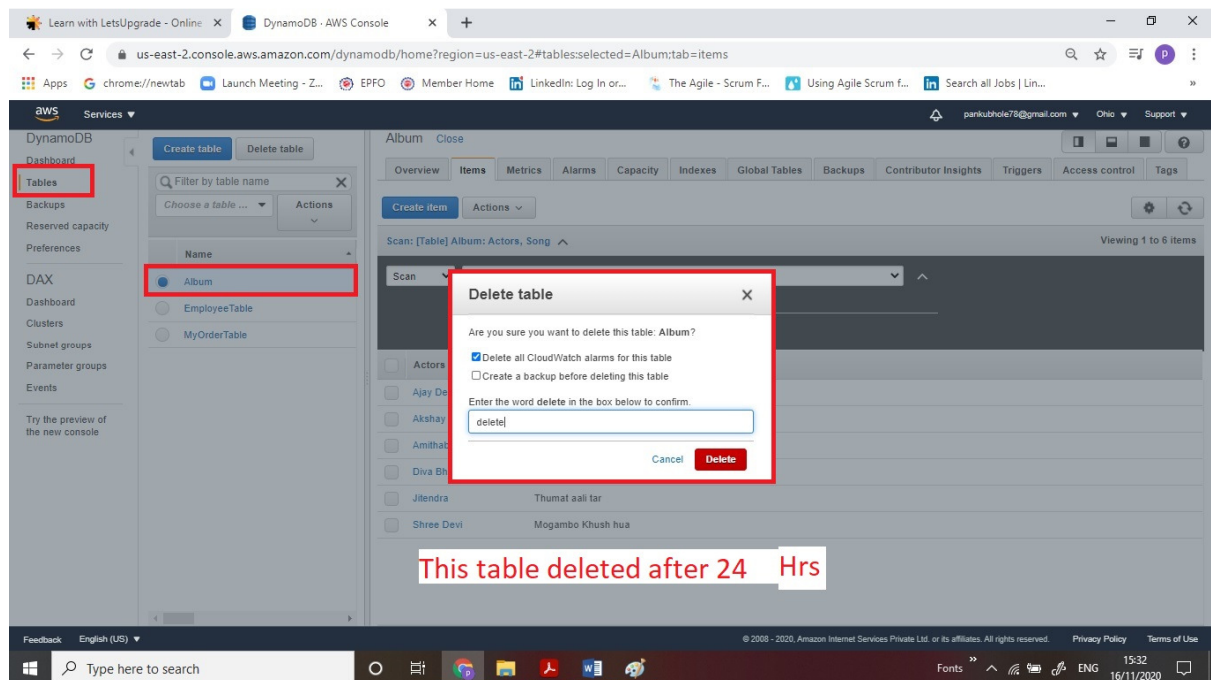 Learn with LetsUpgrade - Online
DynamoDB · AWS Console
us-east-2.console.aws.amazon.com/dynamodb/home?region=us-east-2#tables:selected=Album;tab=items
P
Apps chrome://newtab Launch Meeting - Z... EPFO Member Home LinkedIn: Log In or... The Agile - Scrum F... Using Agile Scrum f... Search all Jobs | Lin... »
aws Services pankubhole78@gmail.com Ohio Support
DynamoDB
Dashboard
Tables
Backups
Reserved capacity
Preferences
DAX
Dashboard
Clusters
Subnet groups
Parameter groups
Events
Try the preview of
the new console
Create table Delete table
Filter by table name
Choose a table ... Actions
Name
Album
EmployeeTable
MyOrderTable
Album Close
Overview Items Metrics Alarms Capacity Indexes Global Tables Backups Contributor Insights Triggers Access control Tags
Create item Actions
Scan: [Table] Album: Actors, Song Viewing 1 to 6 items
Scan
Delete table
Are you sure you want to delete this table: Album?
Delete all CloudWatch alarms for this table
Create a backup before deleting this table
Enter the word delete in the box below to confirm.
delete
Cancel Delete
Actors
Ajay De
Akshay
Amithab
Diva Bh
Jitendra Thumat aali tar
Shree Devi Mogambo Khush hua
This table deleted after 24 Hrs
Feedback English (US) © 2008 - 2020, Amazon Internet Services Private Ltd. or its affiliates. All rights reserved. Privacy Policy Terms of Use
Type here to search Fonts » ENG 15:32
16/11/2020